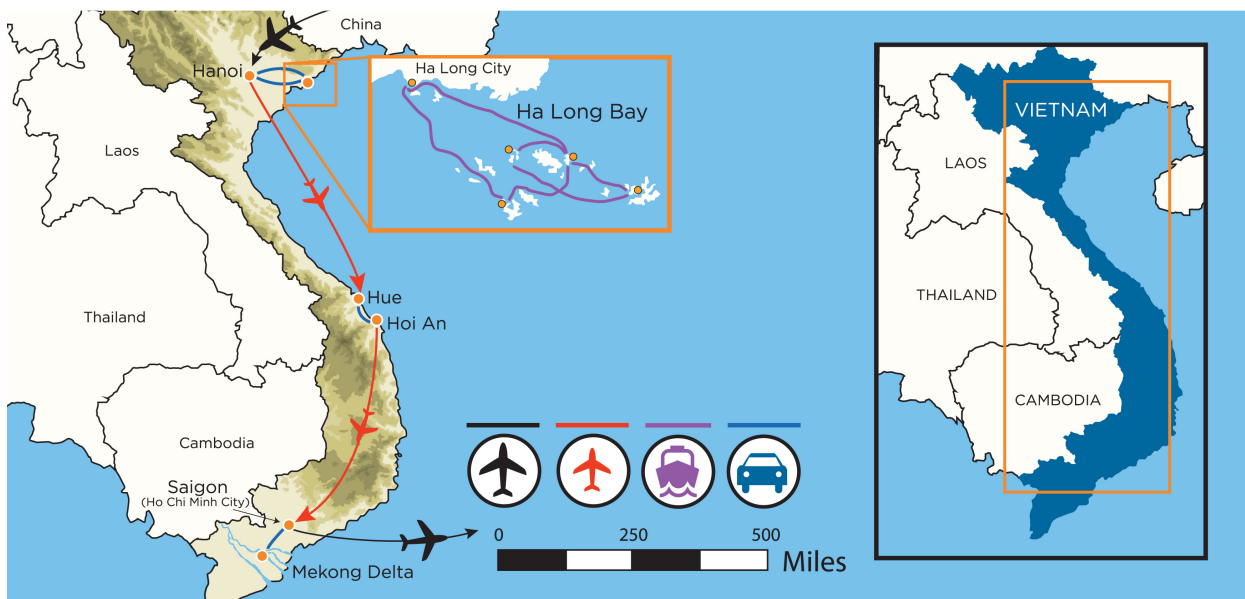 China
Hanoi
Ha Long City
Ha Long Bay
Laos
Hue
Hoi An
Thailand
Cambodia
Saigon
(Ho Chi Minh City)
Mekong Delta
0
250
500
Miles
VIETNAM
LAOS
THAILAND
CAMBODIA